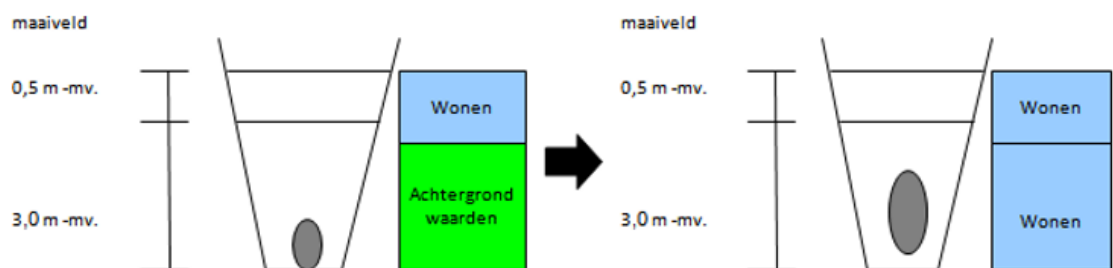 maaiveld
0,5 m -mv.
Wonen
Achtergrond
waarden
3,0 m -mv.
maaiveld
0,5 m -mv.
Wonen
3,0 m -mv.
Wonen